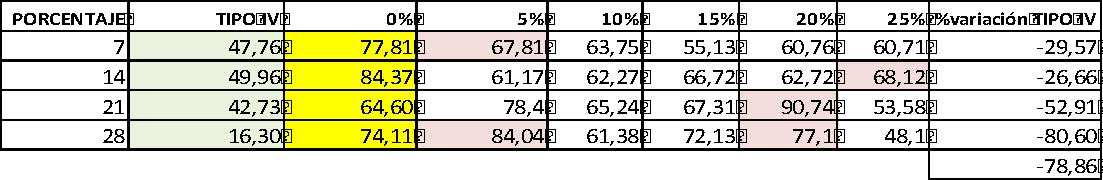 PORCENTAJE TIPO IV 0% 5% 10% 15% 20% 25% %variación TIPO IV
7 47,76 77,81 67,81 63,75 55,13 60,76 60,71 -29,57
14 49,96 84,37 61,17 62,27 66,72 62,72 68,12 -26,66
21 42,73 64,60 78,4 65,24 67,31 90,74 53,58 -52,91
28 16,30 74,11 84,04 61,38 72,13 77,1 48,1 -80,60
-78,86